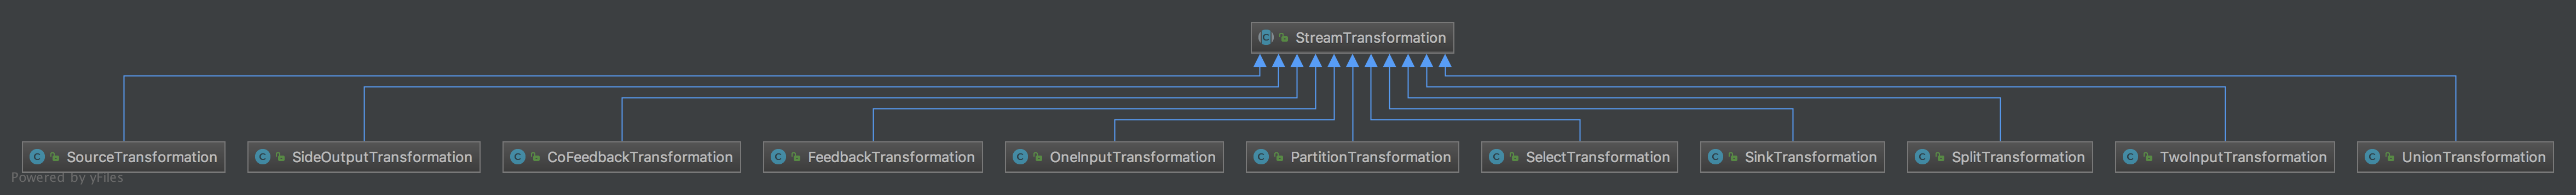 StreamTransformation
SourceTransformation
SideOutputTransformation
CoFeedbackTransformation
FeedbackTransformation
OneInputTransformation
PartitionTransformation
SelectTransformation
SinkTransformation
SplitTransformation
TwoInputTransformation
UnionTransformation
Powered by yFiles